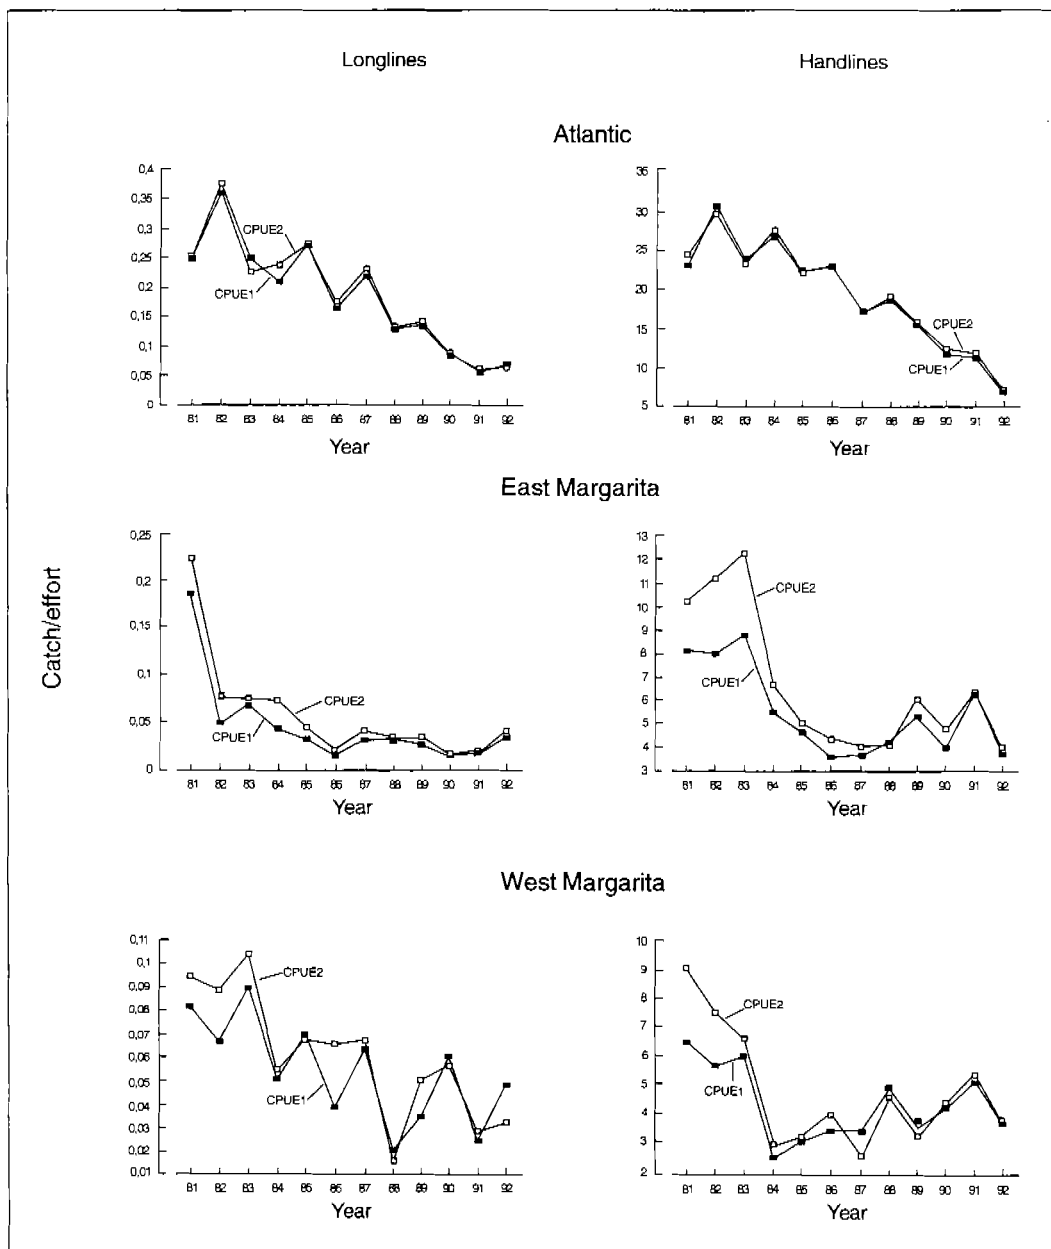 Longlines
Handlines
Atlantic
0,4
0,35
0,3
0,25
0,2
0,15
0,1
0,05
0
CPUE2
CPUE1
81 82 83 84 85 86 87 88 89 90 91 92
Year
35
30
25
20
15
10
5
CPUE2
CPUE1
81 82 83 84 85 86 87 88 89 90 91 92
Year
East Margarita
Catch/effort
0,25
0,2
0,15
0,1
0,05
0
CPUE2
CPUE1
81 82 83 84 85 86 87 88 89 90 91 92
Year
13
12
11
10
9
8
7
6
5
4
3
CPUE2
CPUE1
81 82 83 84 85 86 87 88 89 90 91 92
Year
West Margarita
0,11
0,1
0,09
0,08
0,07
0,06
0,05
0,04
0,03
0,02
0,01
CPUE2
CPUE1
81 82 83 84 85 86 87 88 89 90 91 92
Year
10
9
8
7
6
5
4
3
2
CPUE2
CPUE1
81 82 83 84 85 86 87 88 89 90 91 92
Year